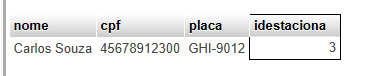 nome cpf placa idestaciona
Carlos Souza 45678912300 GHI-9012 3